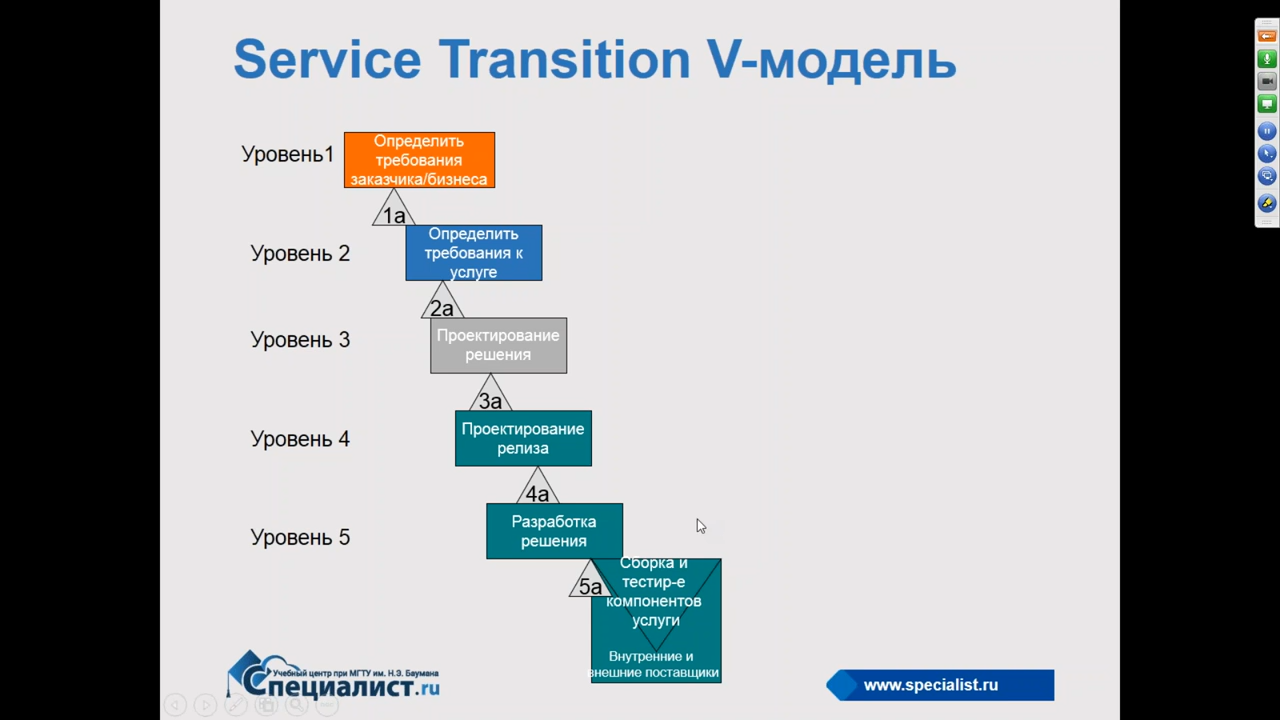 Service Transition V-модель
Уровень1
Определить
требования
заказчика/бизнеса
1a
Уровень 2
Определить
требования к
услуге
2a
Уровень 3
Проектирование
решения
3a
Уровень 4
Проектирование
релиза
4a
Уровень 5
Разработка
решения
5a
Сборка и
тестир-е
компонентов
услуги
Внутренние и
внешние поставщики
Учебный центр при МГТУ им. Н.Э. Баумана
Специалист.ru
www.specialist.ru